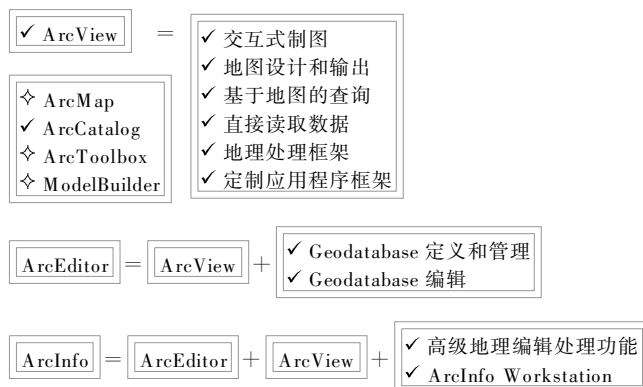 ✓ ArcView = 
✓ 交互式制图
✓ 地图设计和输出
✓ 基于地图的查询
✓ 直接读取数据
✓ 地理处理框架
✓ 定制应用程序框架
✧ ArcMap
✓ ArcCatalog
✧ ArcToolbox
✧ ModelBuilder
ArcEditor = ArcView +
✓ Geodatabase 定义和管理
✓ Geodatabase 编辑
ArcInfo = ArcEditor + ArcView +
✓ 高级地理编辑处理功能
✓ ArcInfo Workstation